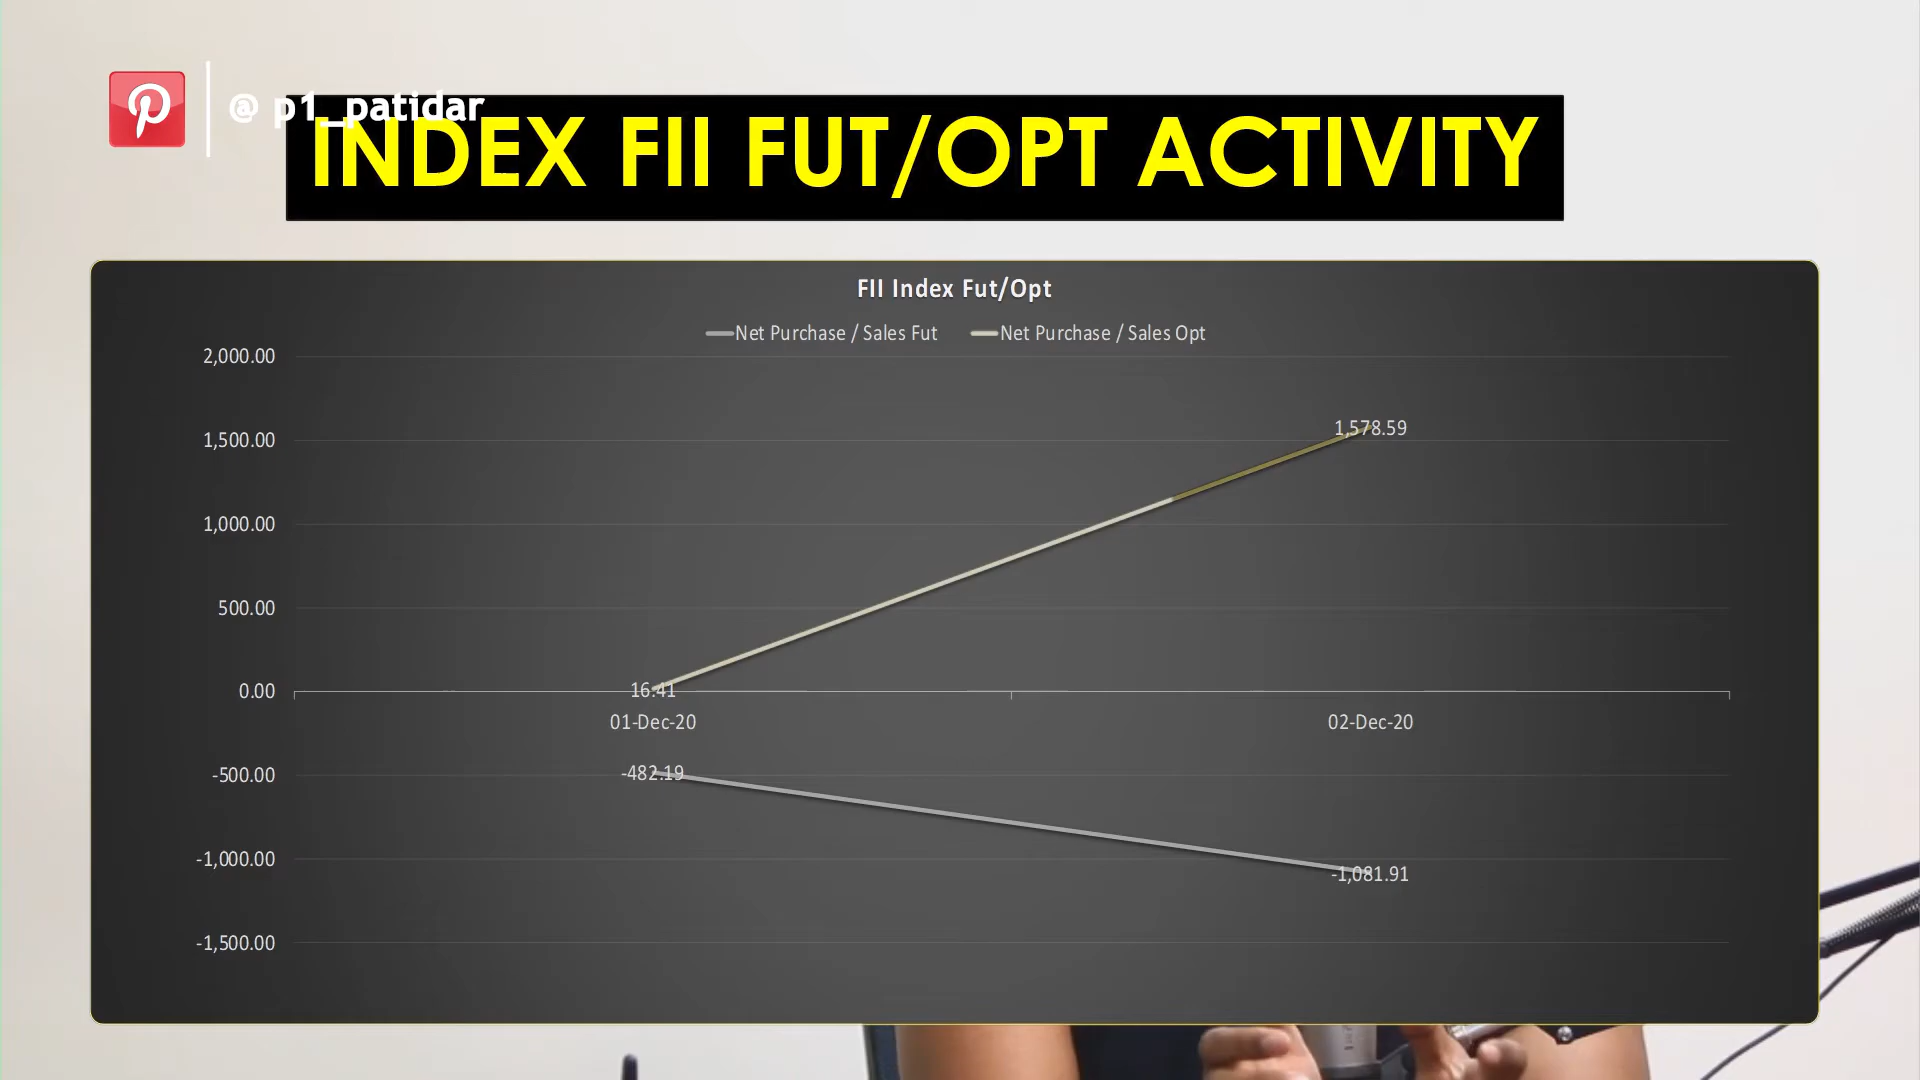 @ p1_patidar
INDEX FII FUT/OPT ACTIVITY
FII Index Fut/Opt
Net Purchase / Sales Fut
Net Purchase / Sales Opt
2,000.00
1,500.00
1,000.00
500.00
0.00
-500.00
-1,000.00
-1,500.00
1,578.59
16.41
01-Dec-20
02-Dec-20
-482.19
-1,081.91